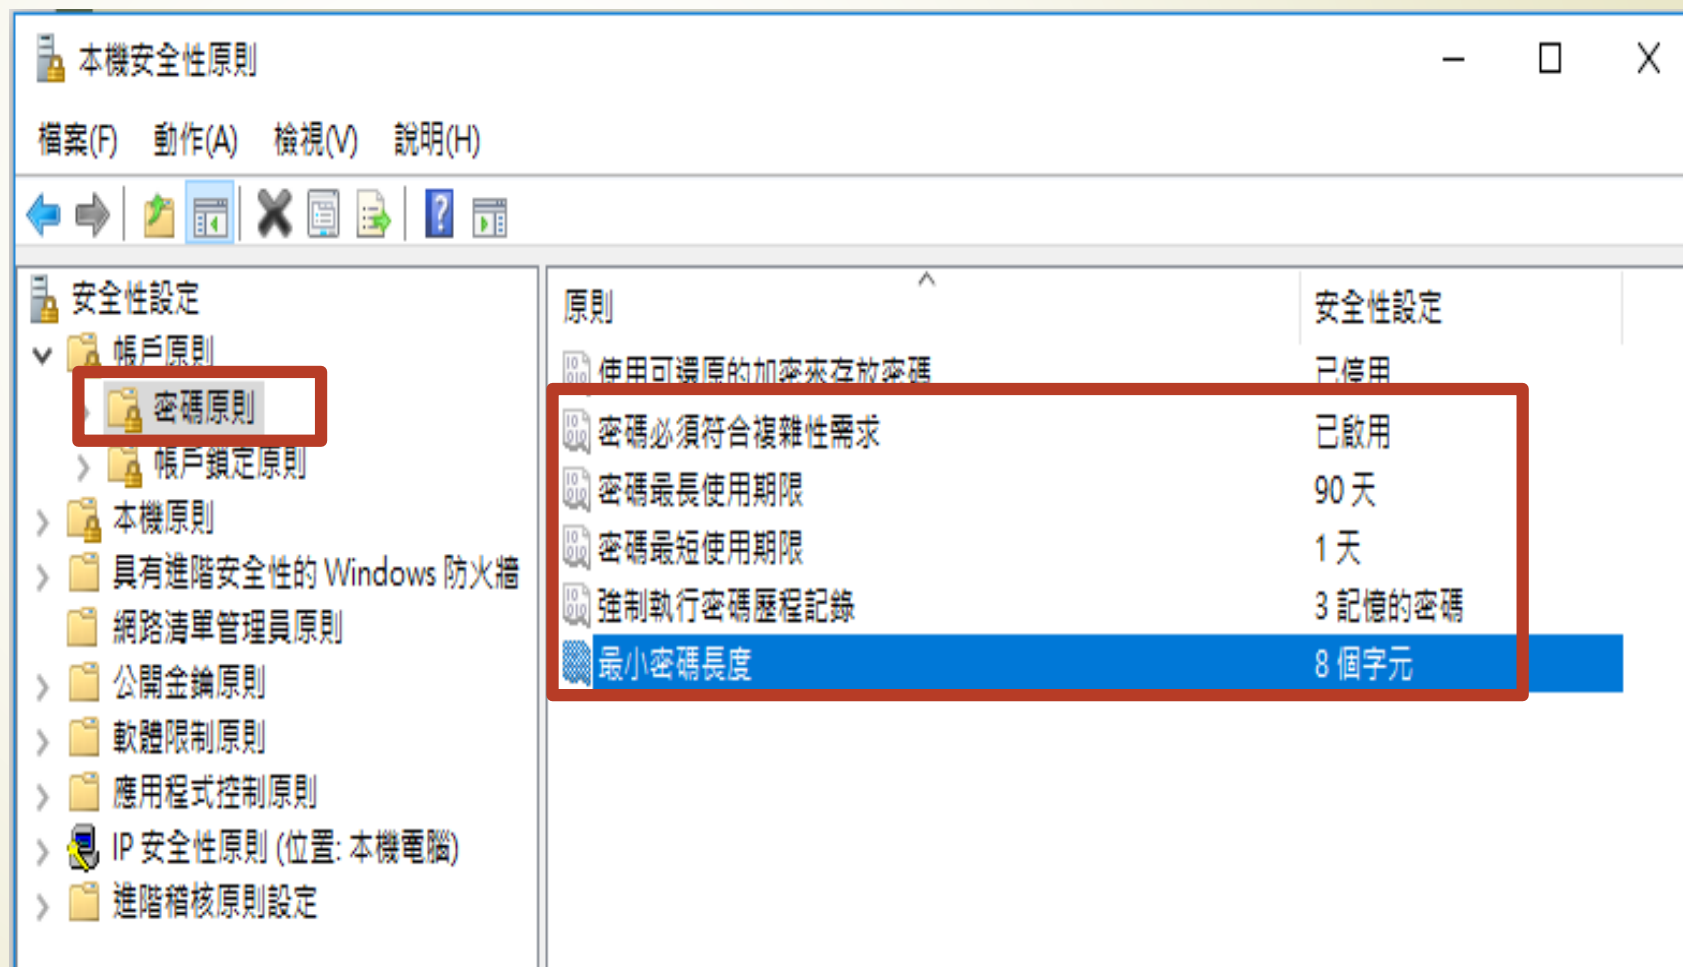 本機安全性原則
檔案(F) 動作(A) 檢視(V) 說明(H)
安全性設定
帳戶原則
密碼原則
帳戶鎖定原則
本機原則
具有進階安全性的 Windows 防火牆
網路清單管理員原則
公開金鑰原則
軟體限制原則
應用程式控制原則
IP 安全性原則 (位置: 本機電腦)
進階稽核原則設定
原則 安全性設定
使用可還原的加密來存放密碼 已停用
密碼必須符合複雜性需求 已啟用
密碼最長使用期限 90 天
密碼最短使用期限 1 天
強制執行密碼歷程記錄 3 記憶的密碼
最小密碼長度 8 個字元